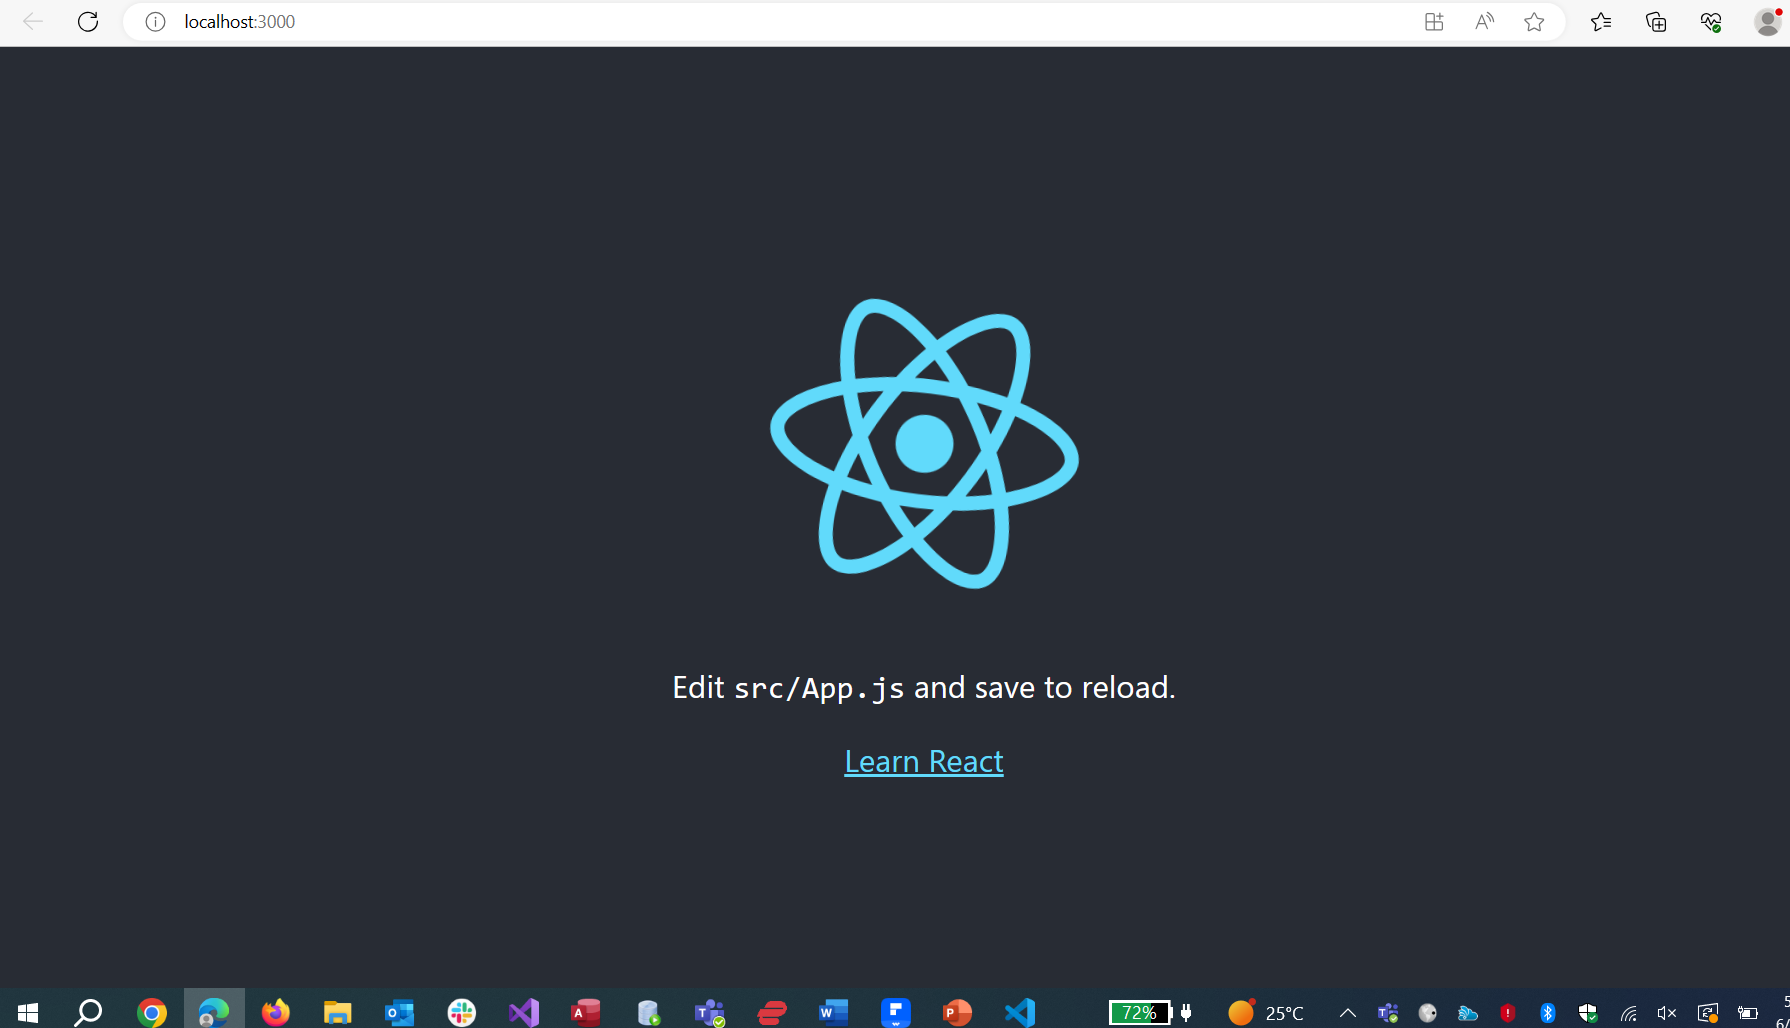 localhost:3000
Edit src/App.js and save to reload.
Learn React
72%
25°C